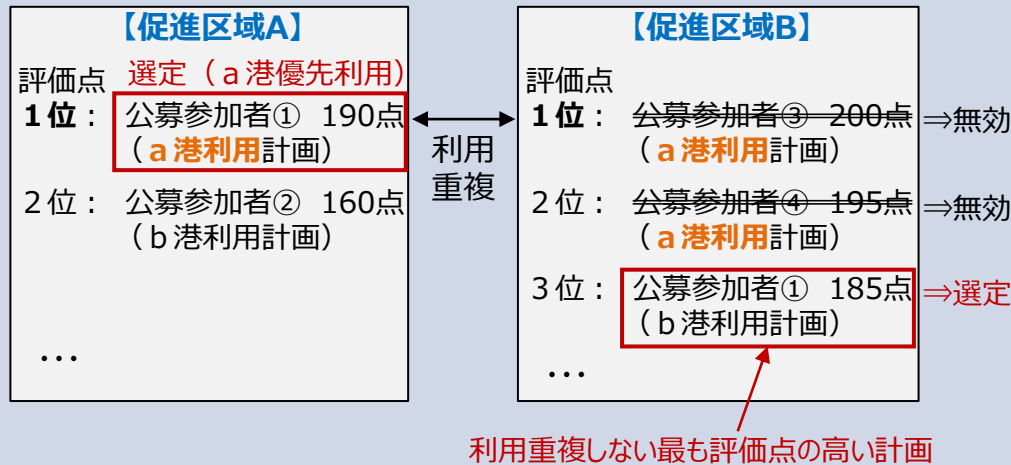 【促進区域A】
評価点
選定（ａ港優先利用）
１位： 公募参加者① 190点
（ａ港利用計画）
２位： 公募参加者② 160点
（ｂ港利用計画）
・・・
利用
重複
【促進区域B】
評価点
１位： 公募参加者③ 200点 ⇒無効
（ａ港利用計画）
２位： 公募参加者④ 195点 ⇒無効
（ａ港利用計画）
３位： 公募参加者① 185点 ⇒選定
（ｂ港利用計画）
・・・
利用重複しない最も評価点の高い計画